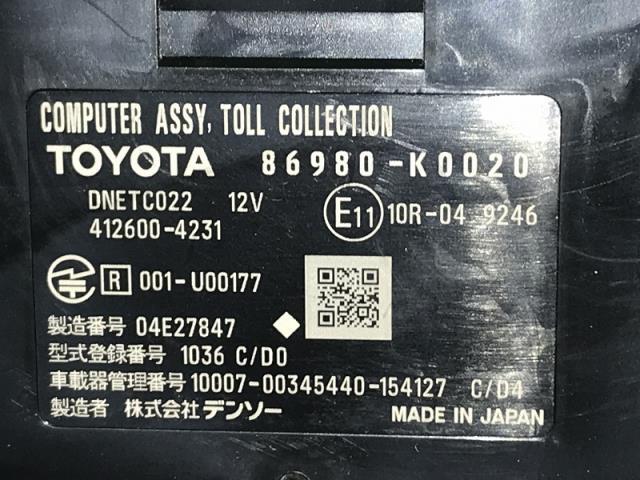 COMPUTER ASSY, TOLL COLLECTION
TOYOTA 86980-K0020
DNETC022 12V
412600-4231
E11 10R-04 9246
R 001-U00177
製造番号 04E27847
型式登録番号 1036 C/D0
車載器管理番号 10007-00345440-154127 C/D4
製造者 株式会社デンソー
MADE IN JAPAN